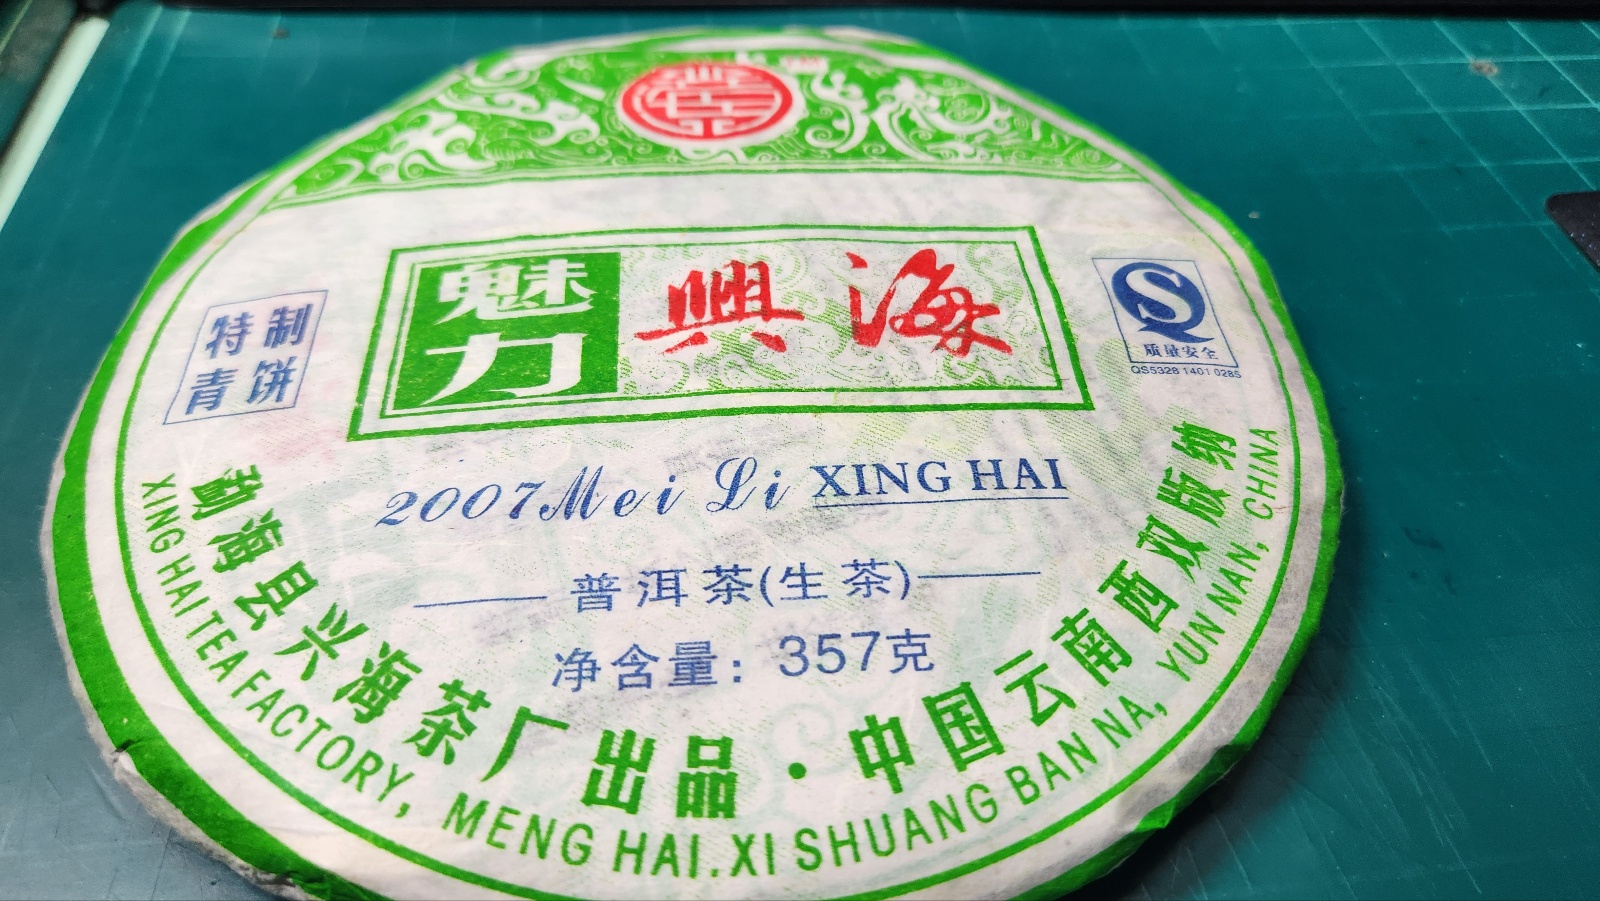 魅力
興海
特制
青饼
质量安全
QS5328 1401 0285
2007 Mei Li XING HAI
普洱茶(生茶)
净含量：357克
勐海县兴海茶厂出品·中国云南西双版纳
XING HAI TEA FACTORY, MENG HAI. XI SHUANG BAN NA, YUN NAN, CHINA